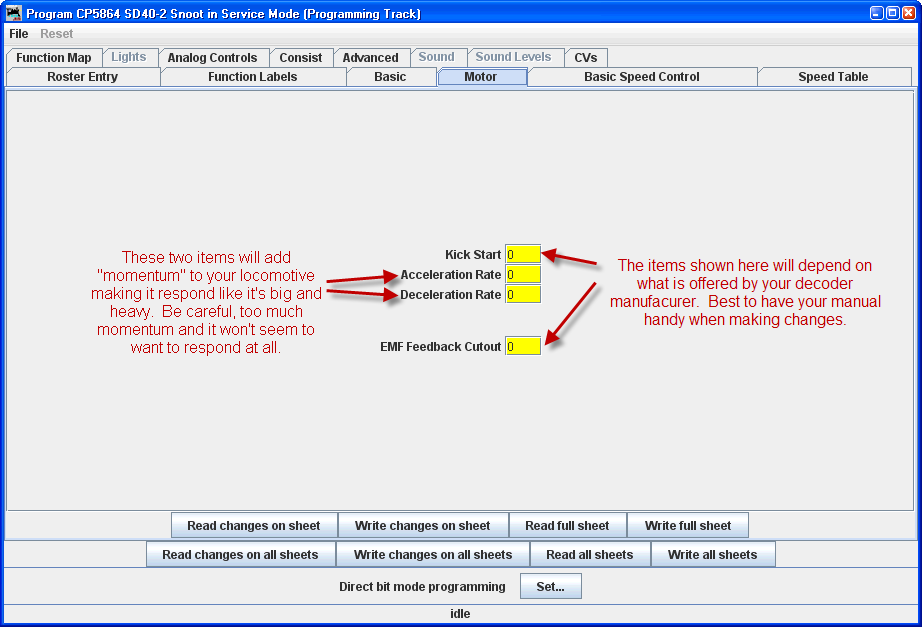 Program CP5864 SD40-2 Snoot in Service Mode (Programming Track)
File Reset
Function Map Lights Analog Controls Consist Advanced Sound Sound Levels CVs
Roster Entry Function Labels Basic Motor Basic Speed Control Speed Table
These two items will add
"momentum" to your locomotive
making it respond like it's big and
heavy. Be careful, too much
momentum and it won't seem to
want to respond at all.
Kick Start 0
Acceleration Rate 0
Deceleration Rate 0
EMF Feedback Cutout 0
The items shown here will depend on
what is offered by your decoder
manufacurer. Best to have your manual
handy when making changes.
Read changes on sheet Write changes on sheet Read full sheet Write full sheet
Read changes on all sheets Write changes on all sheets Read all sheets Write all sheets
Direct bit mode programming Set...
idle